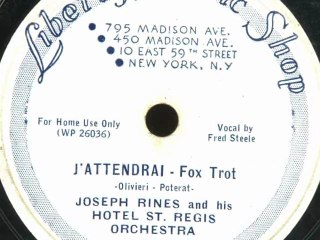 Liberty Music Shop
• 795 MADISON AVE.
• 450 MADISON AVE.
• 10 EAST 59TH STREET
• NEW YORK, N.Y
For Home Use Only
(WP 26036)
Vocal by
Fred Steele
J'ATTENDRAI - Fox Trot
-Olivieri - Poterat-
JOSEPH RINES and his
HOTEL ST. REGIS
ORCHESTRA